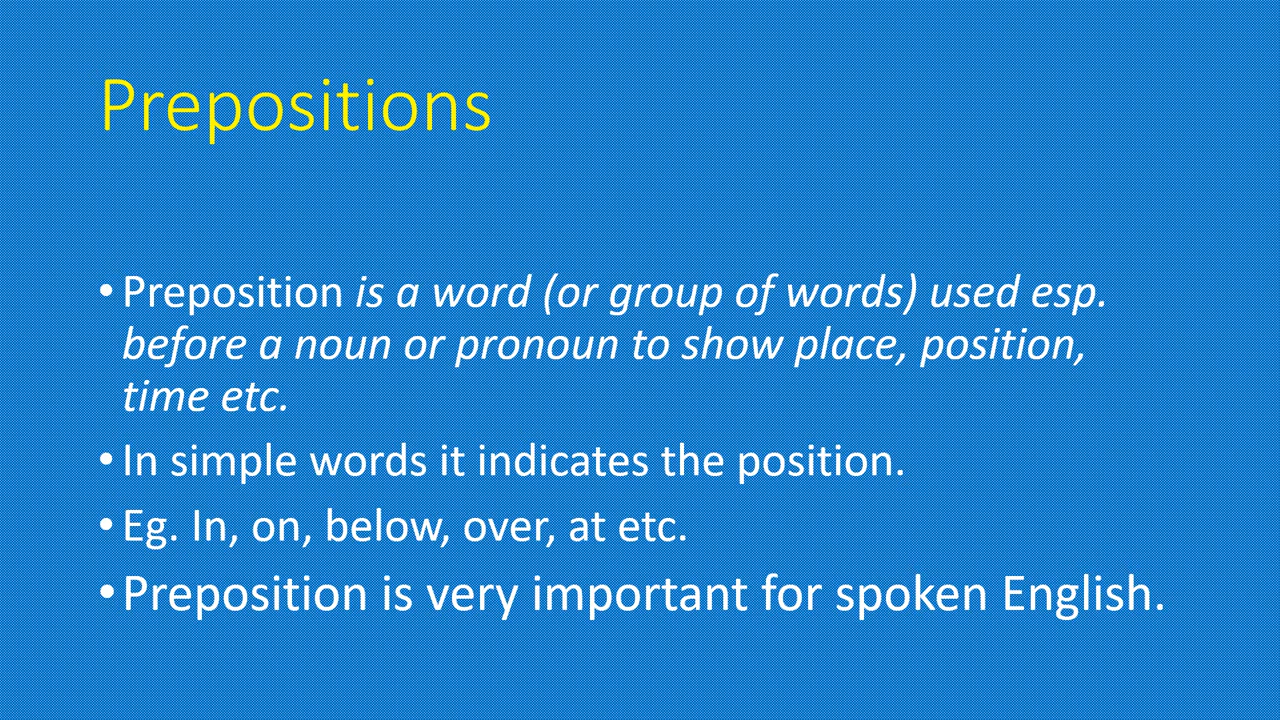 Prepositions
• Preposition is a word (or group of words) used esp.
before a noun or pronoun to show place, position,
time etc.
• In simple words it indicates the position.
• Eg. In, on, below, over, at etc.
• Preposition is very important for spoken English.